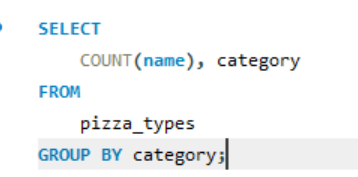 SELECT
    COUNT(name), category
FROM
    pizza_types
GROUP BY category;